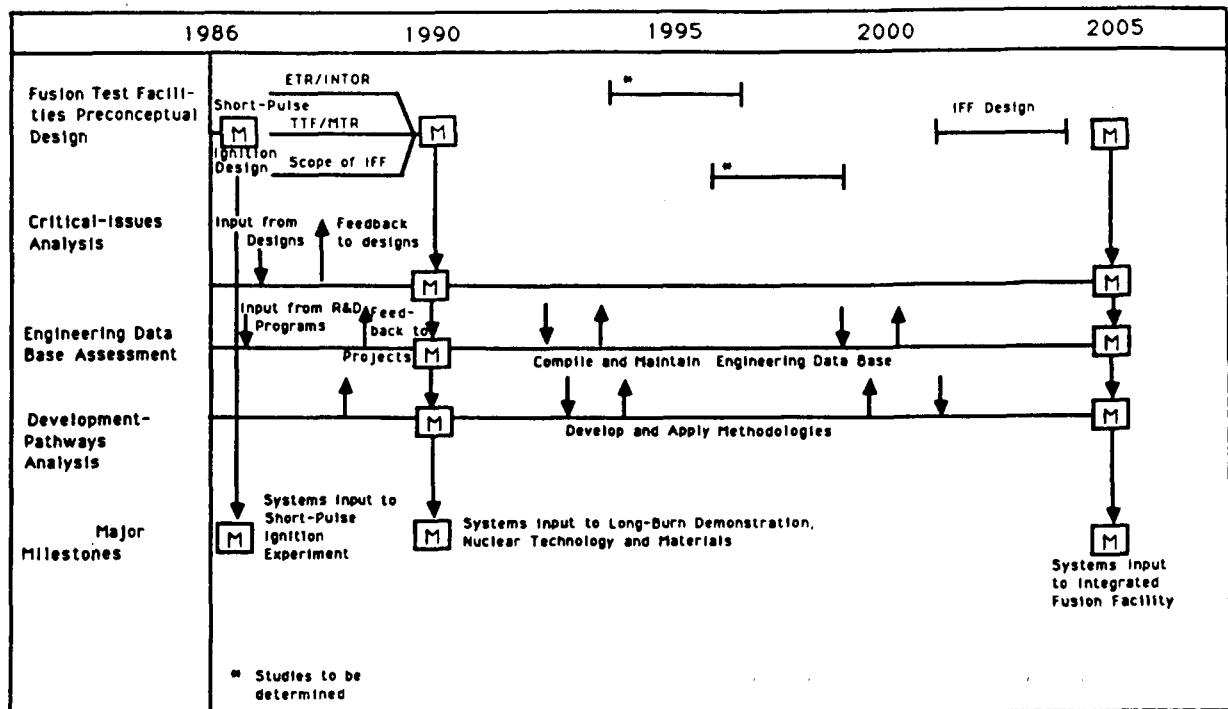 1986 1990 1995 2000 2005
Fusion Test Facili-
ties Preconceptual
Design
Short-Pulse
M
Ignition
Design
ETR/INTOR
TTF/MTR
Scope of IFF
M
*
*
IFF Design
M
Critical-Issues
Analysis
Input from
Designs
Feedback
to designs
M
M
Engineering Data
Base Assessment
Input from R&D
Programs
Feed-
back to
Projects
M
Compile and Maintain Engineering Data Base
M
Development-
Pathways
Analysis
M
Develop and Apply Methodologies
M
Major
Milestones
M
Systems Input to
Short-Pulse
Ignition
Experiment
M
Systems Input to Long-Burn Demonstration,
Nuclear Technology and Materials
M
Systems Input
to Integrated
Fusion Facility
* Studies to be
determined